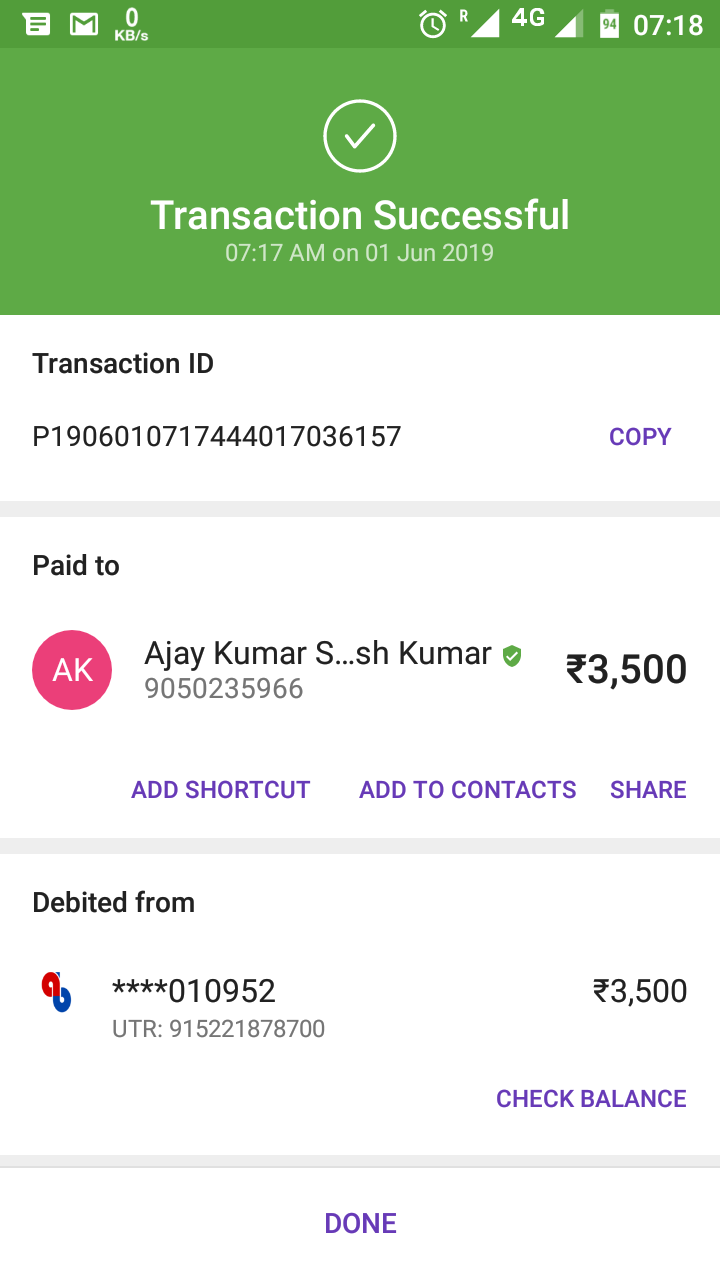 0
KB/s
R
4G
94
07:18
Transaction Successful
07:17 AM on 01 Jun 2019
Transaction ID
P1906010717444017036157
COPY
Paid to
AK
Ajay Kumar S...sh Kumar
₹3,500
9050235966
ADD SHORTCUT
ADD TO CONTACTS
SHARE
Debited from
****010952
₹3,500
UTR: 915221878700
CHECK BALANCE
DONE